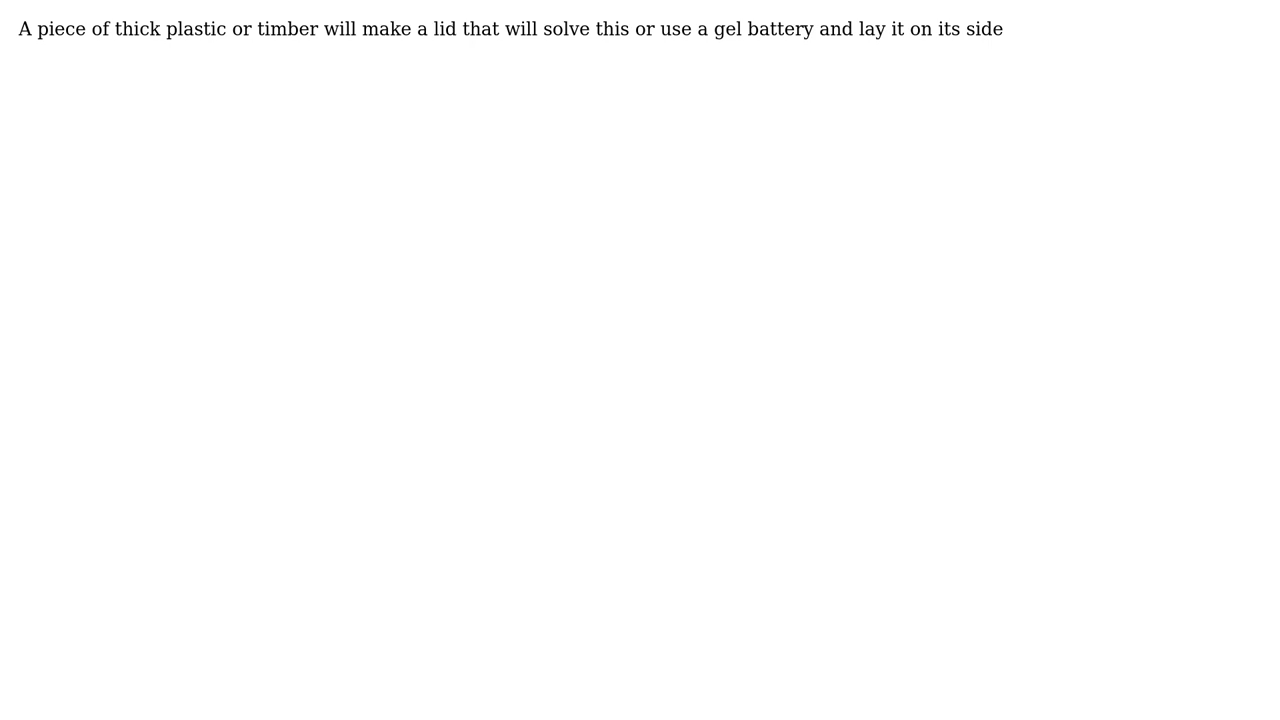 A piece of thick plastic or timber will make a lid that will solve this or use a gel battery and lay it on its side